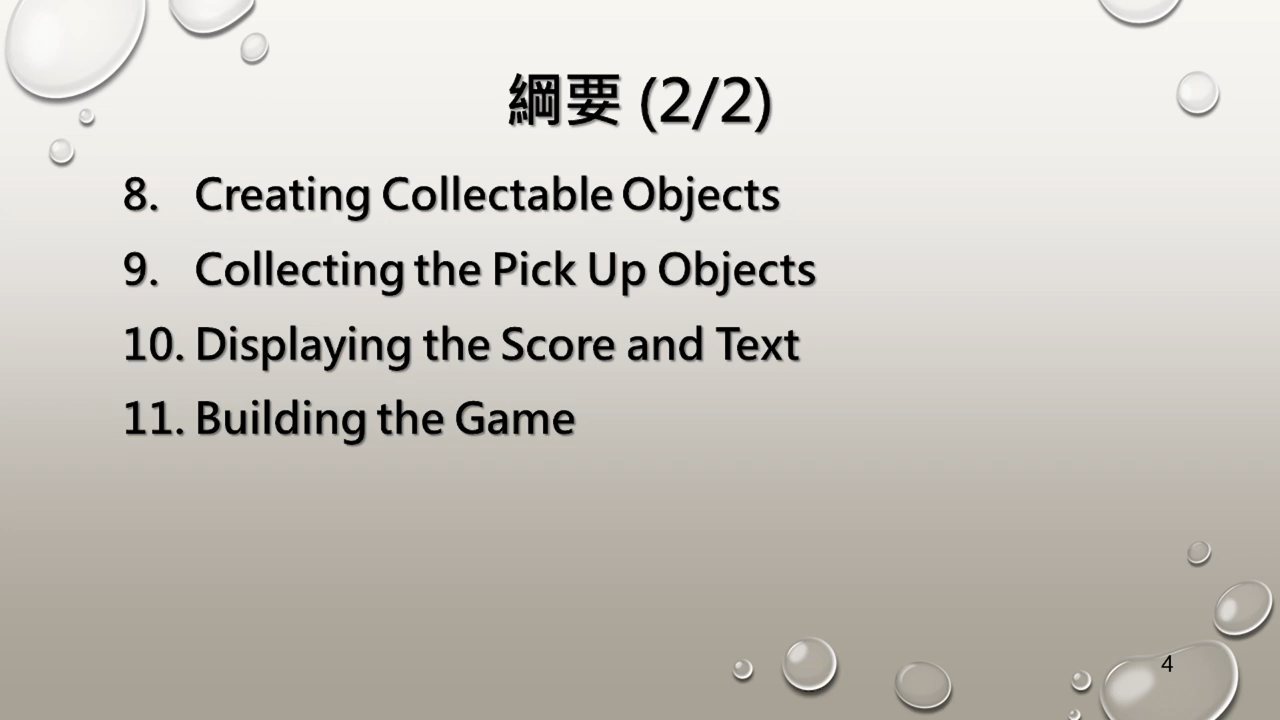 綱要 (2/2)
8. Creating Collectable Objects
9. Collecting the Pick Up Objects
10. Displaying the Score and Text
11. Building the Game
4